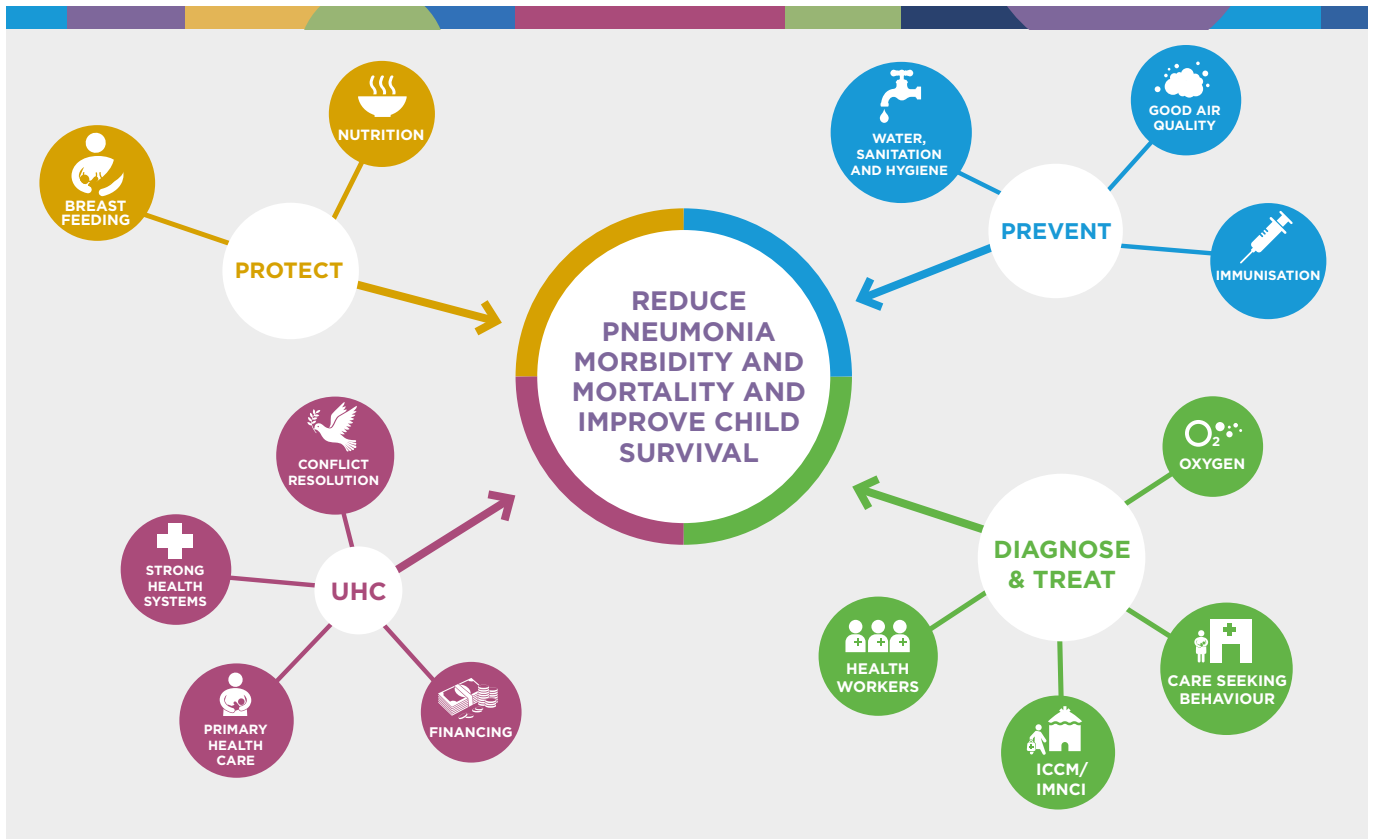 NUTRITION
BREAST
FEEDING
PROTECT
WATER,
SANITATION
AND HYGIENE
GOOD AIR
QUALITY
PREVENT
IMMUNISATION
REDUCE
PNEUMONIA
MORBIDITY AND
MORTALITY AND
IMPROVE CHILD
SURVIVAL
CONFLICT
RESOLUTION
STRONG
HEALTH
SYSTEMS
UHC
PRIMARY
HEALTH
CARE
FINANCING
O2
OXYGEN
DIAGNOSE
& TREAT
HEALTH
WORKERS
CARE SEEKING
BEHAVIOUR
ICCM/
IMNCI